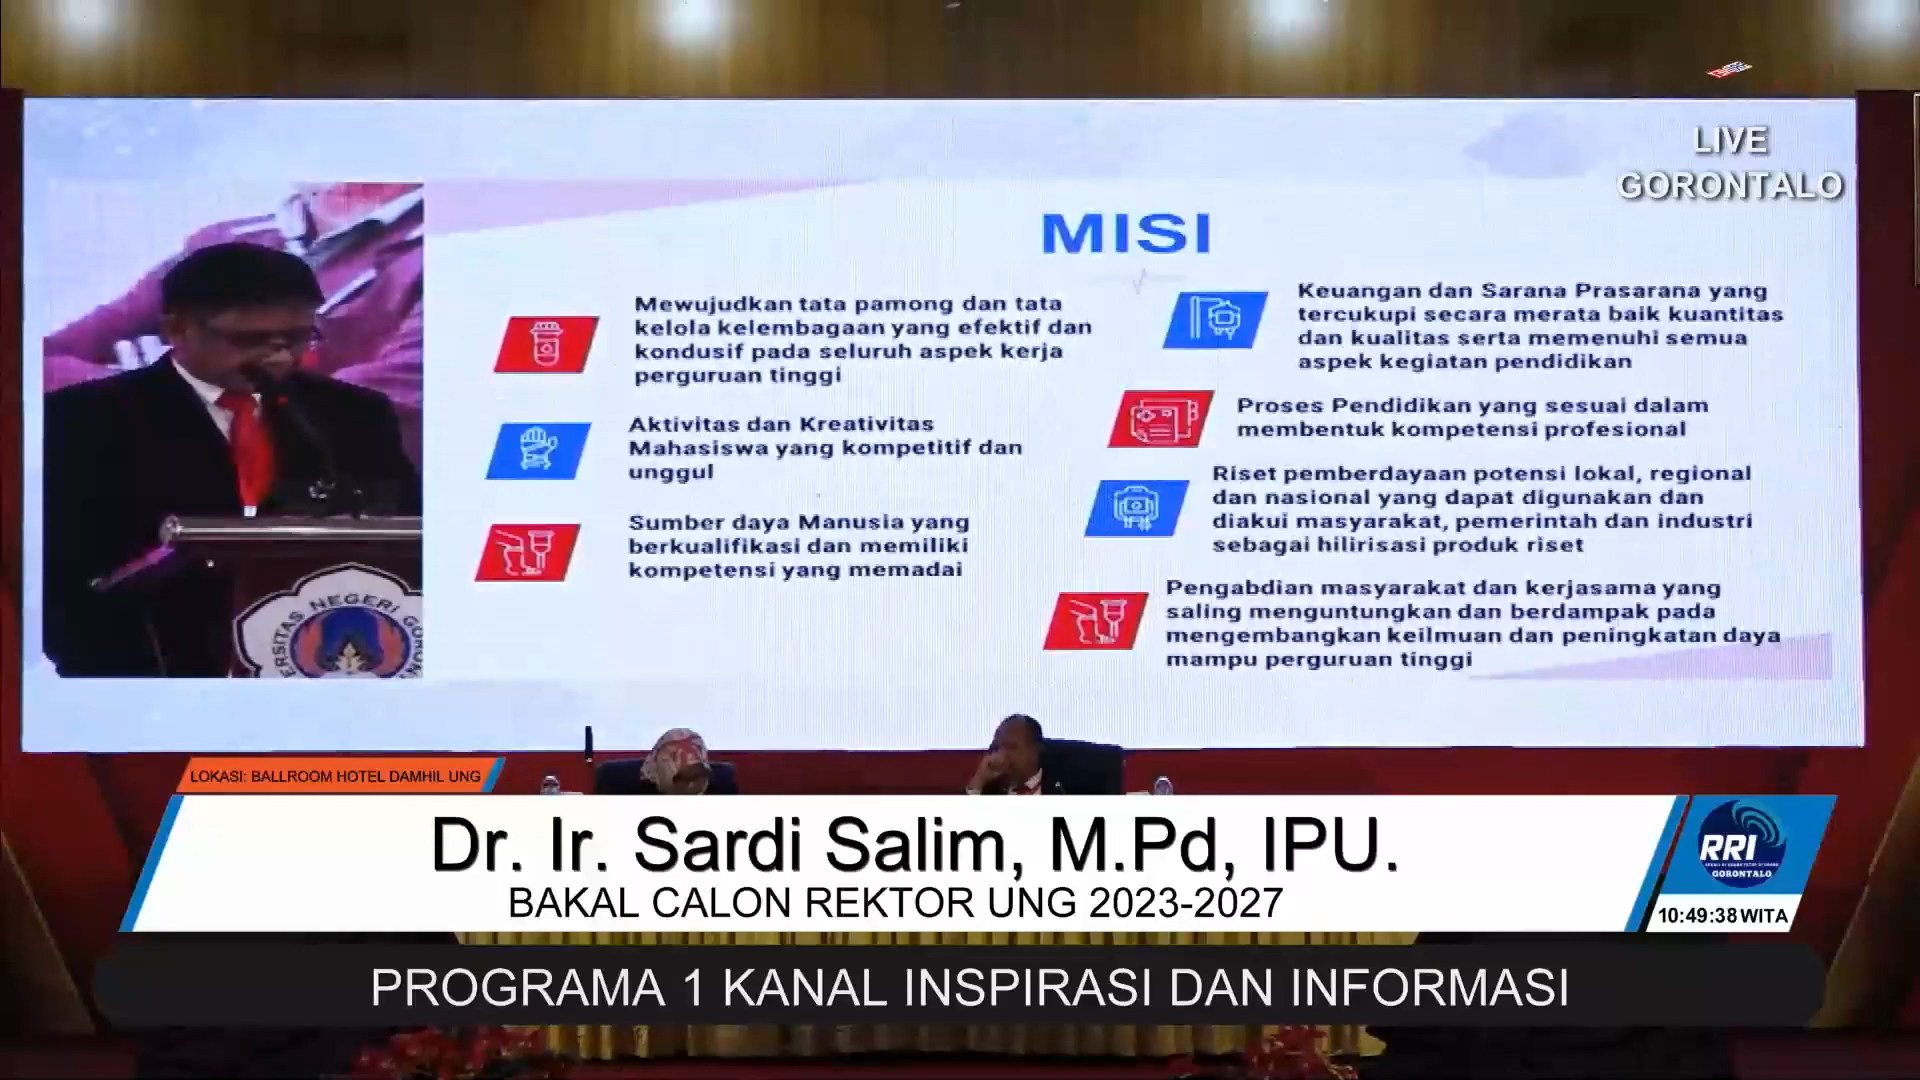 LIVE
GORONTALO
MISI
Mewujudkan tata pamong dan tata
kelola kelembagaan yang efektif dan
kondusif pada seluruh aspek kerja
perguruan tinggi
Aktivitas dan Kreativitas
Mahasiswa yang kompetitif dan
unggul
Sumber daya Manusia yang
berkualifikasi dan memiliki
kompetensi yang memadai
Keuangan dan Sarana Prasarana yang
tercukupi secara merata baik kuantitas
dan kualitas serta memenuhi semua
aspek kegiatan pendidikan
Proses Pendidikan yang sesuai dalam
membentuk kompetensi profesional
Riset pemberdayaan potensi lokal, regional
dan nasional yang dapat digunakan dan
diakui masyarakat, pemerintah dan industri
sebagai hilirisasi produk riset
Pengabdian masyarakat dan kerjasama yang
saling menguntungkan dan berdampak pada
mengembangkan keilmuan dan peningkatan daya
mampu perguruan tinggi
ERSITAS NEGERI GORONT
LOKASI: BALLROOM HOTEL DAMHIL UNG
Dr. Ir. Sardi Salim, M.Pd, IPU.
BAKAL CALON REKTOR UNG 2023-2027
RRI
GORONTALO
10:49:38 WITA
PROGRAMA 1 KANAL INSPIRASI DAN INFORMASI